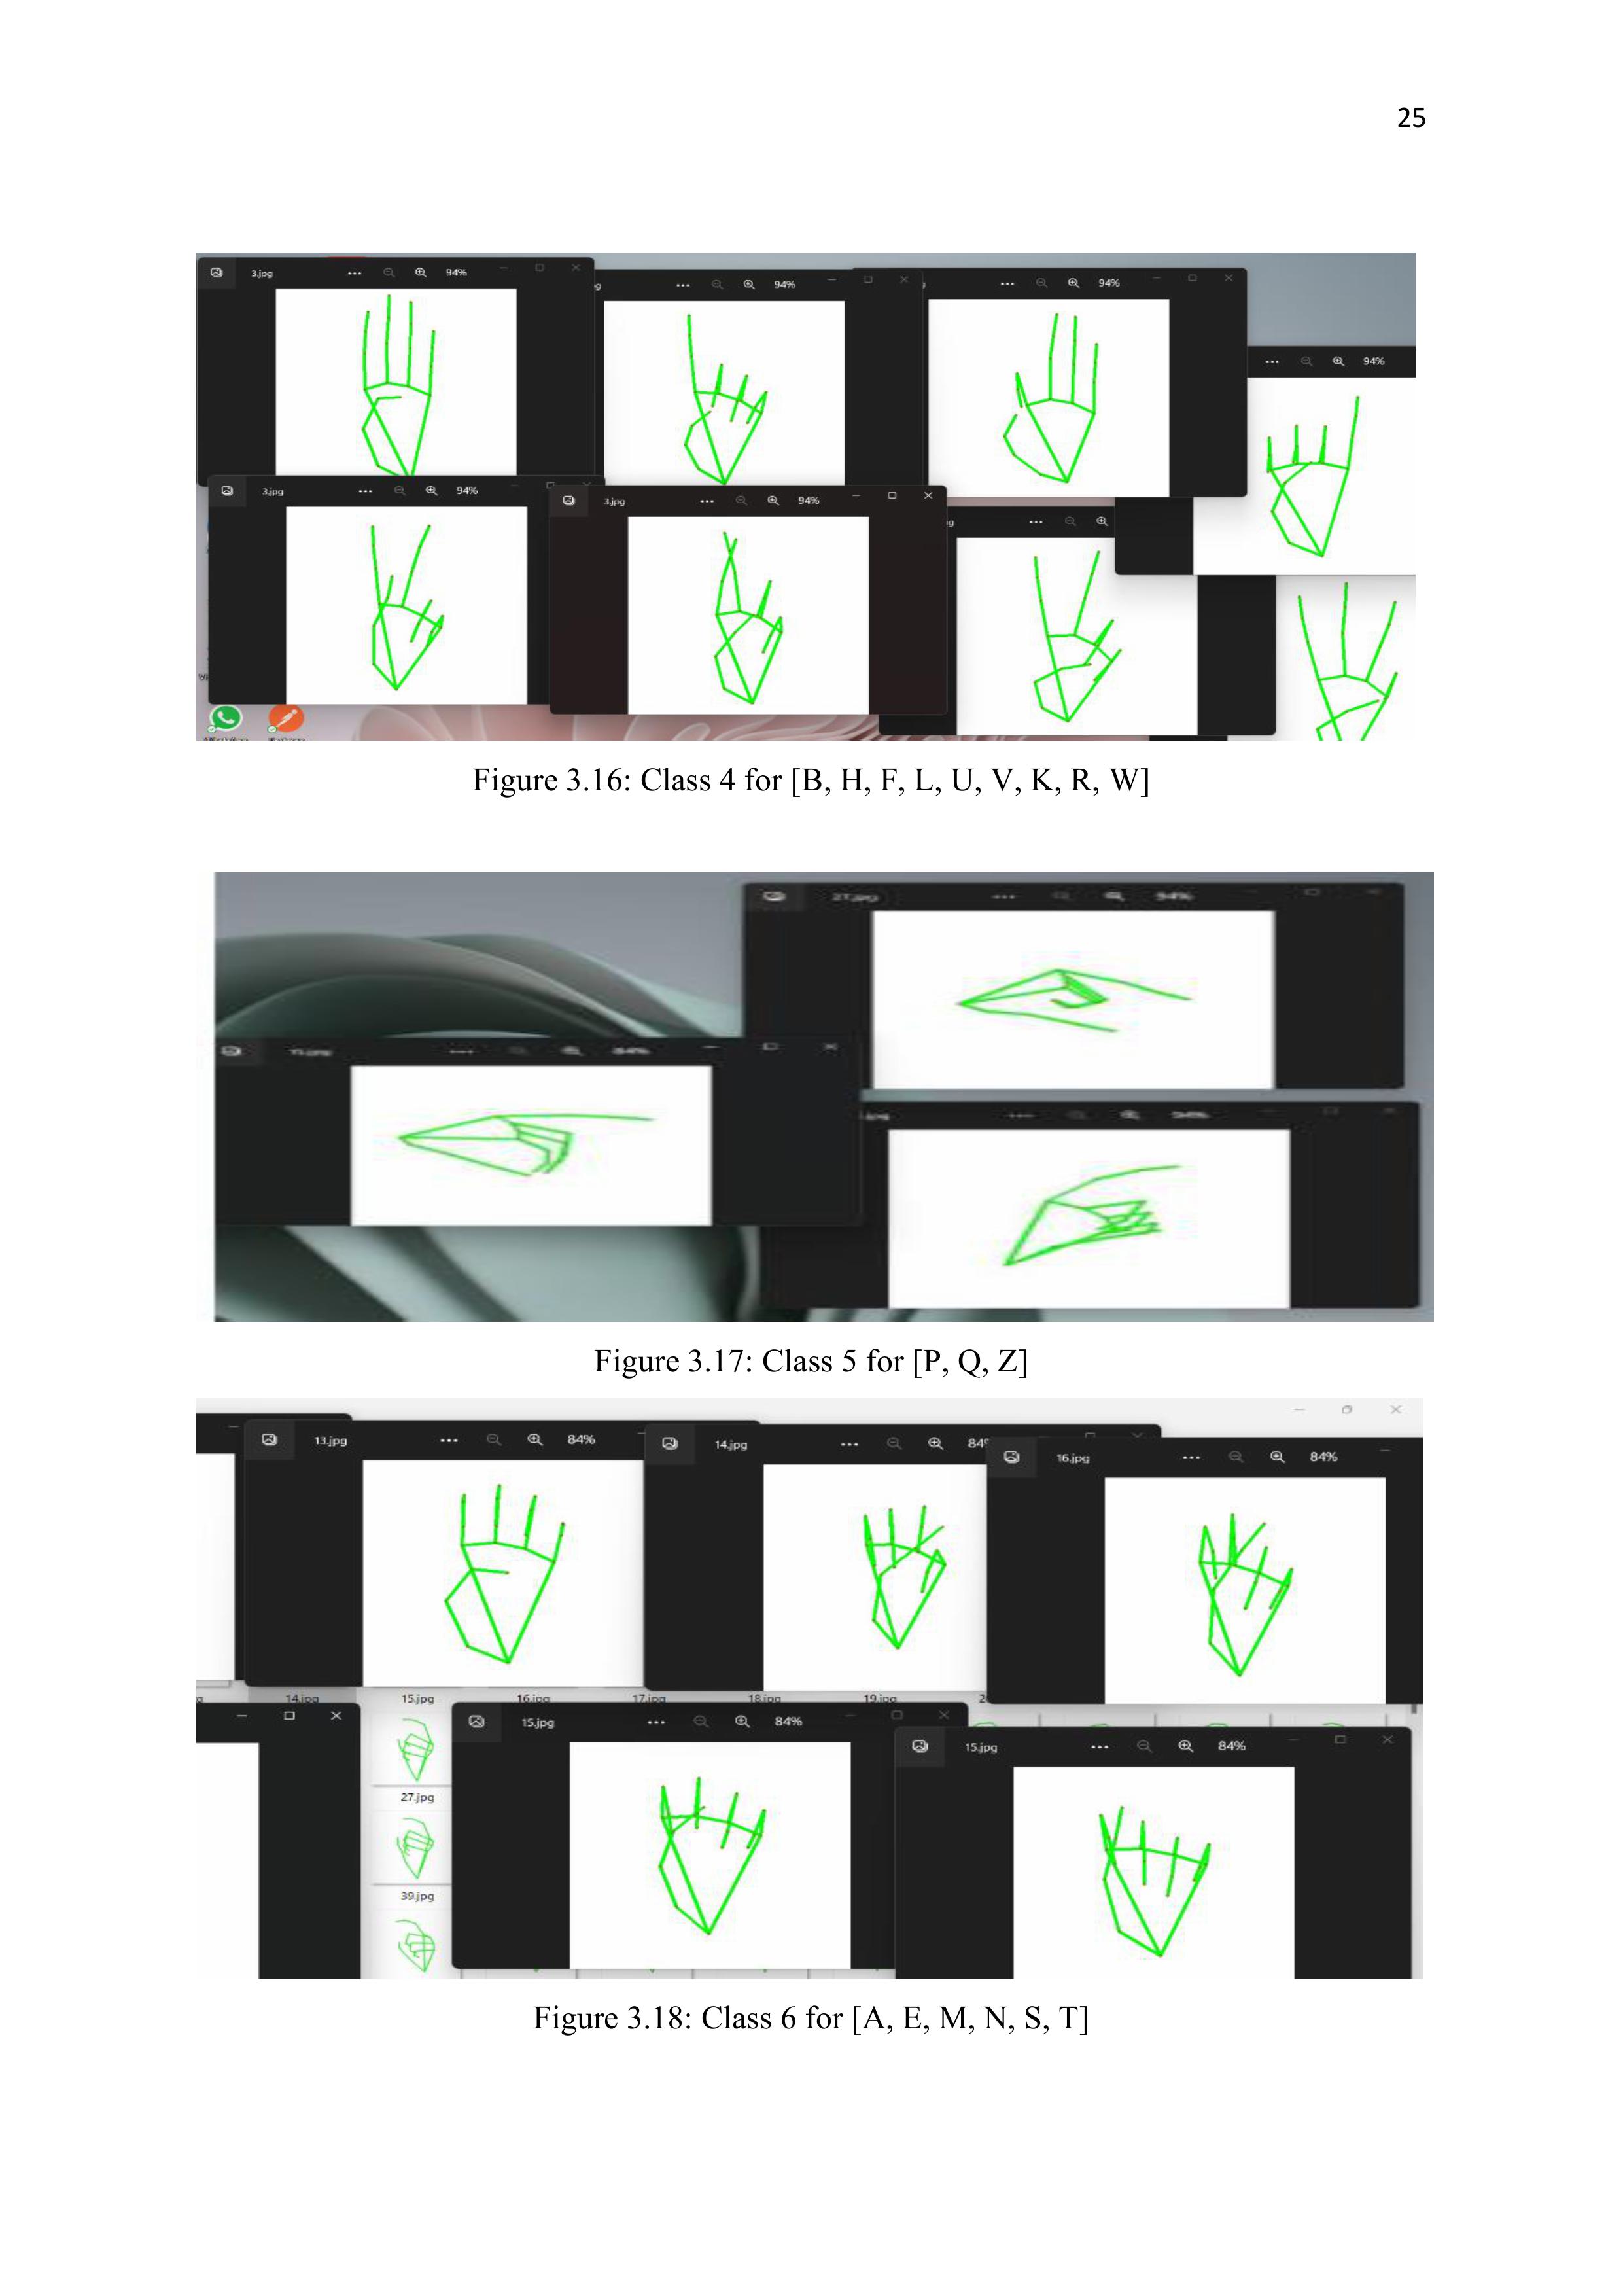 25
3.jpg 94%
94%
94%
94%
3.jpg 94%
3.jpg 94%
Figure 3.16: Class 4 for [B, H, F, L, U, V, K, R, W]
94%
84%
94%
Figure 3.17: Class 5 for [P, Q, Z]
13.jpg 84%
14.jpg 84%
16.jpg 84%
14.jpg 15.jpg 16.jpg 17.jpg 18.jpg 19.jpg
15.jpg 84%
15.jpg 84%
27.jpg
39.jpg
Figure 3.18: Class 6 for [A, E, M, N, S, T]